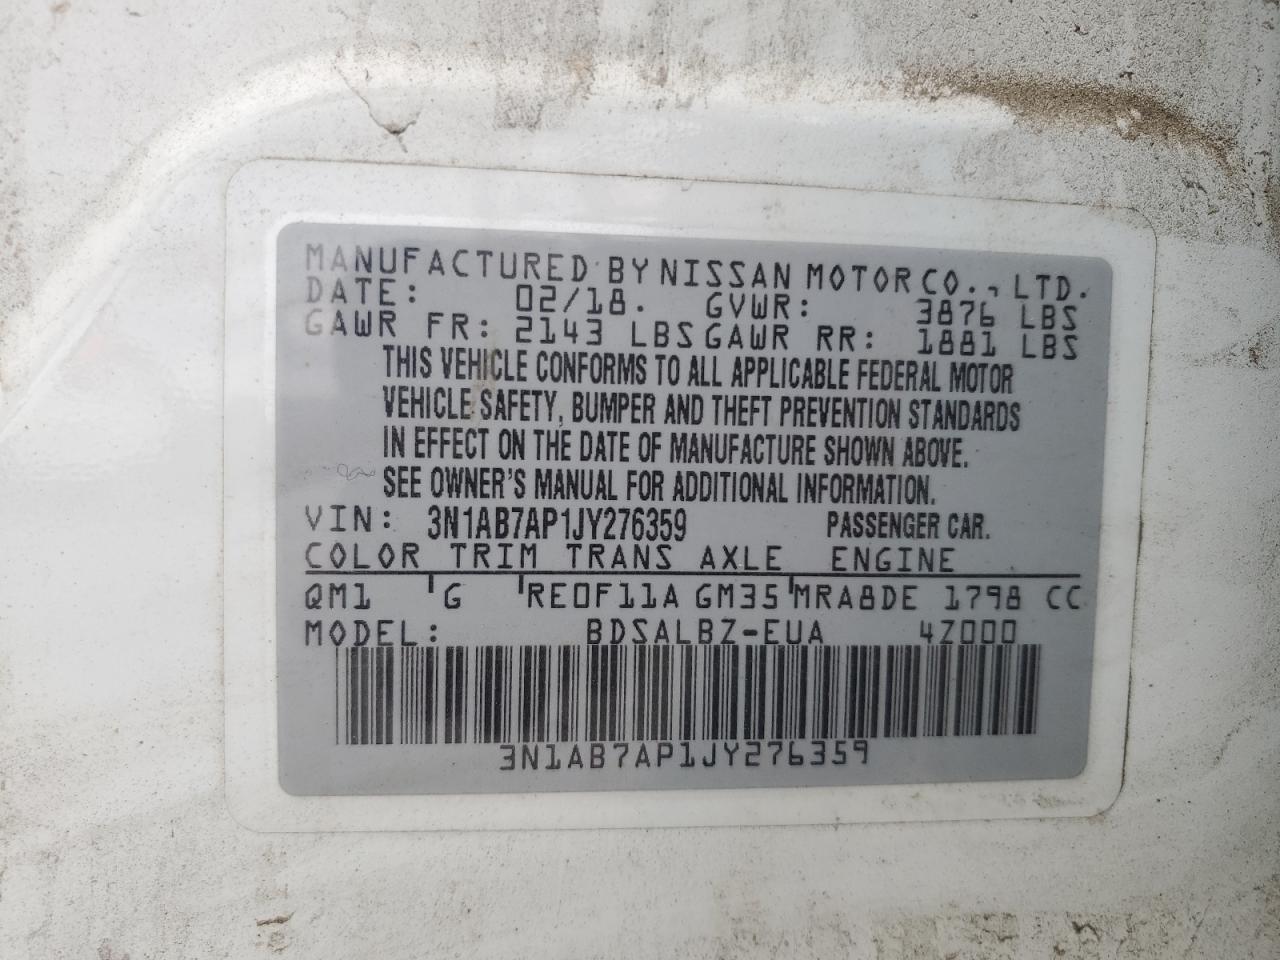 MANUFACTURED BY NISSAN MOTOR CO., LTD.
DATE: 02/18. GVWR: 3876 LBS
GAWR FR: 2143 LBS GAWR RR: 1881 LBS
THIS VEHICLE CONFORMS TO ALL APPLICABLE FEDERAL MOTOR
VEHICLE SAFETY, BUMPER AND THEFT PREVENTION STANDARDS
IN EFFECT ON THE DATE OF MANUFACTURE SHOWN ABOVE.
SEE OWNER'S MANUAL FOR ADDITIONAL INFORMATION.
VIN: 3N1AB7AP1JY276359 PASSENGER CAR.
COLOR TRIM TRANS AXLE ENGINE
QM1 G RE0F11A GM35 MRA8DE 1798 CC
MODEL: BDSALBZ-EUA 4Z000
3N1AB7AP1JY276359